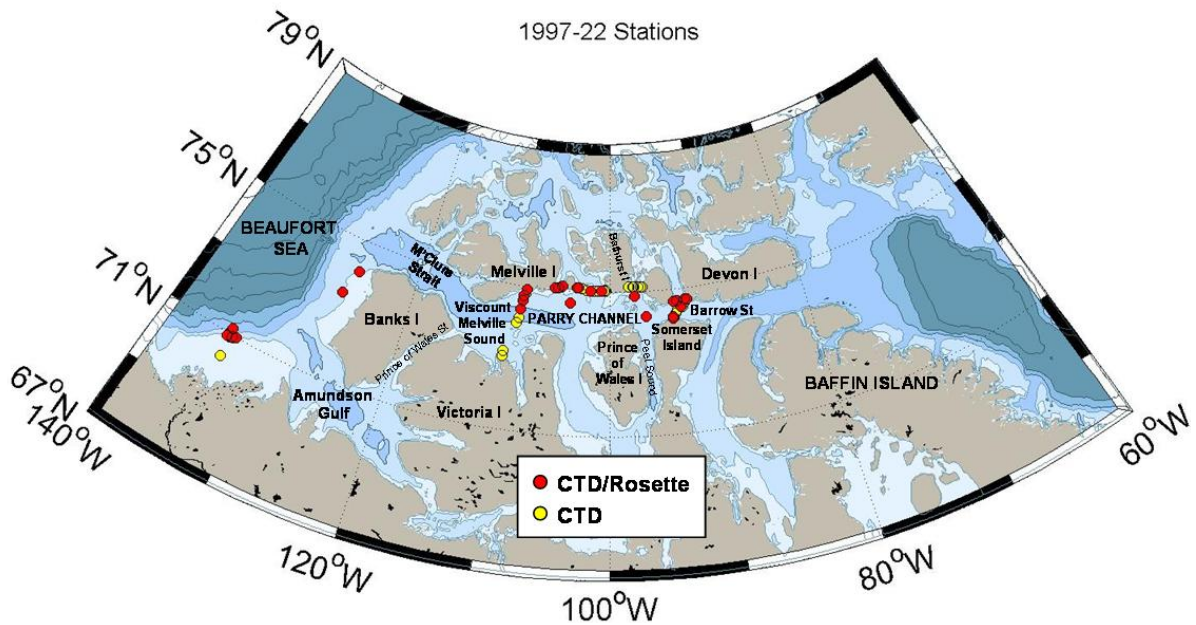 1997-22 Stations
79°N
75°N
71°N
67°N
140°W
120°W
100°W
80°W
60°W
BEAUFORT
SEA
M'Clure
Strait
Melville I
Bathurst I
Devon I
Banks I
Viscount
Melville
Sound
PARRY CHANNEL
Barrow St
Somerset
Island
Prince of Wales St
Prince
of
Wales I
Peel Sound
BAFFIN ISLAND
Amundson
Gulf
Victoria I
CTD/Rosette
CTD